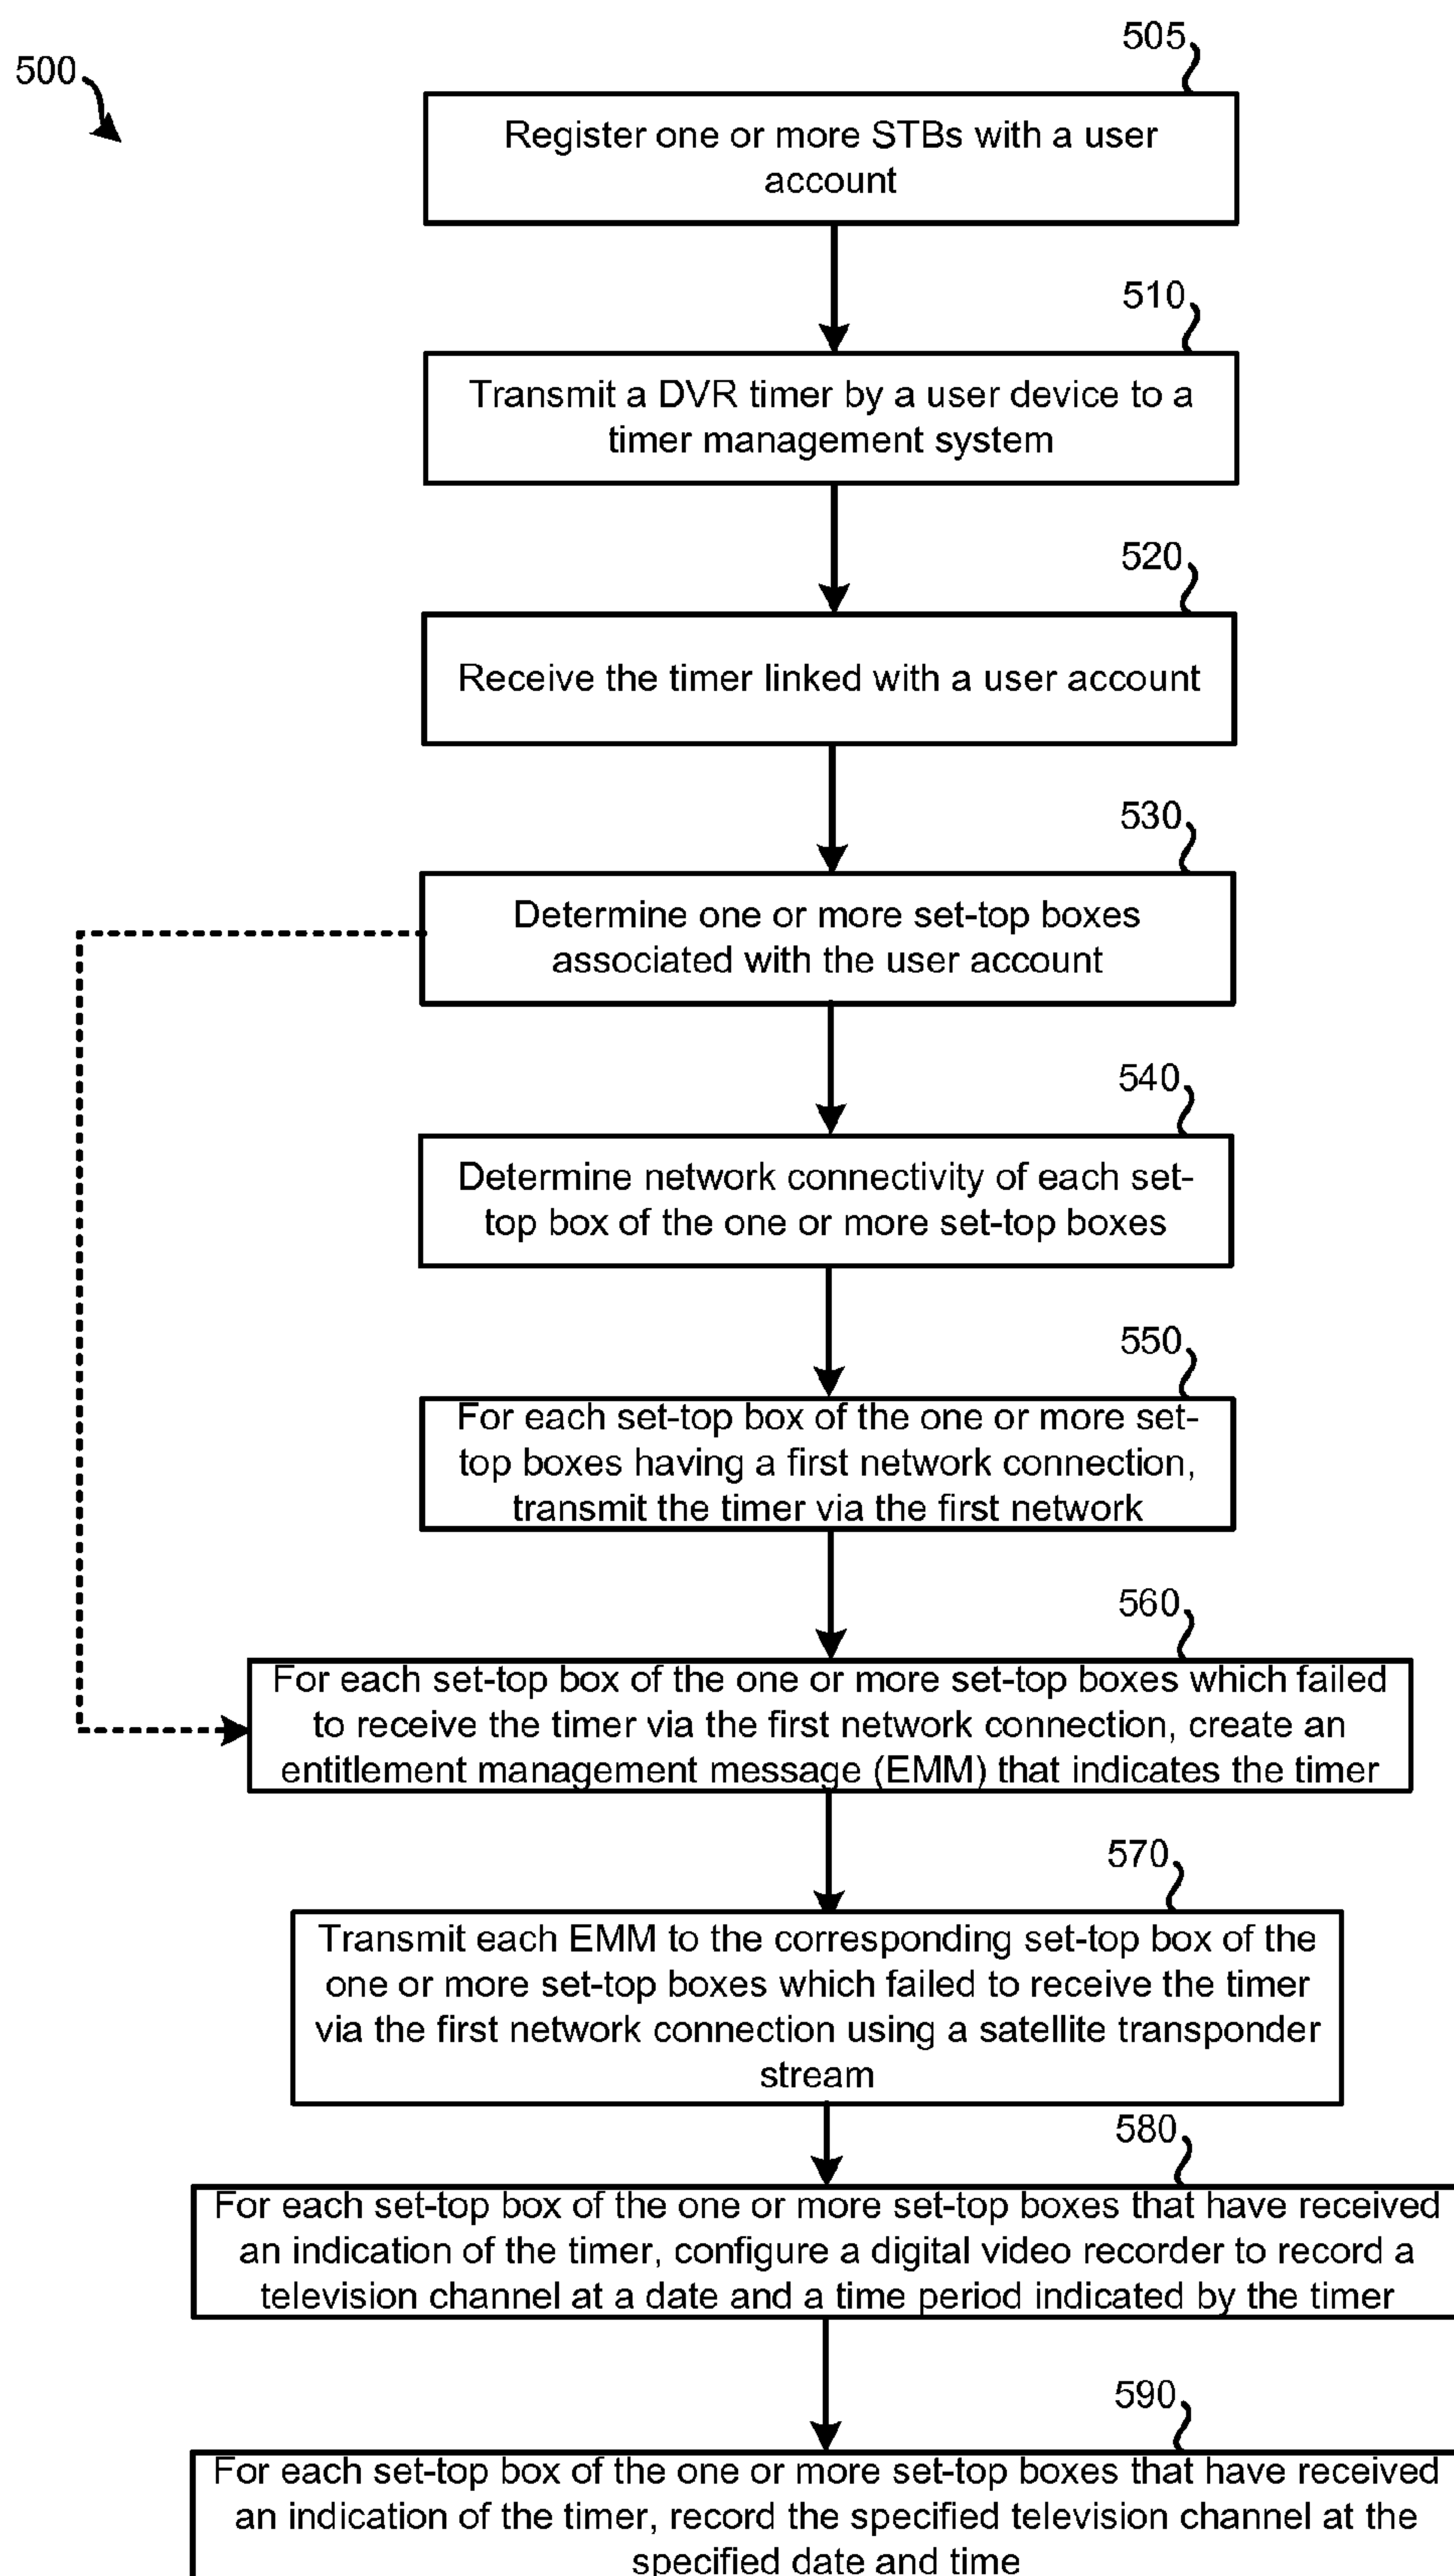 500
505
Register one or more STBs with a user
account
510
Transmit a DVR timer by a user device to a
timer management system
520
Receive the timer linked with a user account
530
Determine one or more set-top boxes
associated with the user account
540
Determine network connectivity of each set-
top box of the one or more set-top boxes
550
For each set-top box of the one or more set-
top boxes having a first network connection,
transmit the timer via the first network
560
For each set-top box of the one or more set-top boxes which failed
to receive the timer via the first network connection, create an
entitlement management message (EMM) that indicates the timer
570
Transmit each EMM to the corresponding set-top box of the
one or more set-top boxes which failed to receive the timer
via the first network connection using a satellite transponder
stream
580
For each set-top box of the one or more set-top boxes that have received
an indication of the timer, configure a digital video recorder to record a
television channel at a date and a time period indicated by the timer
590
For each set-top box of the one or more set-top boxes that have received
an indication of the timer, record the specified television channel at the
specified date and time